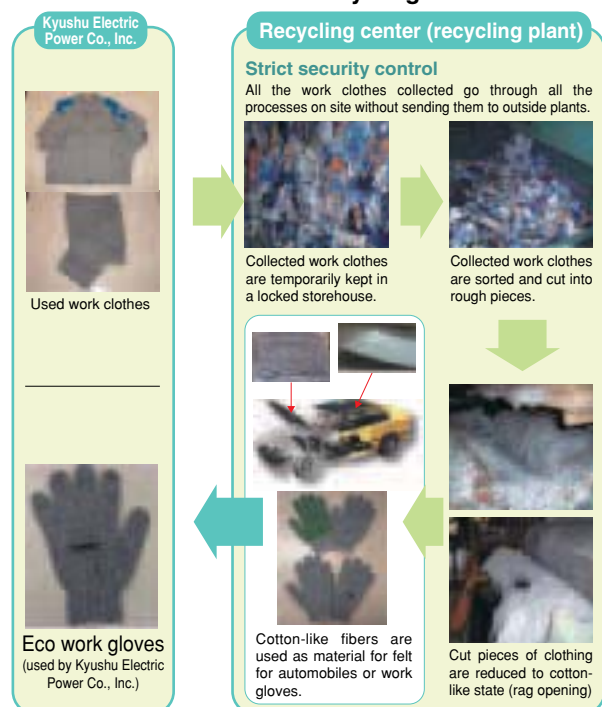 Kyushu Electric
Power Co., Inc.
Used work clothes
Eco work gloves
(used by Kyushu Electric
Power Co., Inc.)
Recycling center (recycling plant)
Strict security control
All the work clothes collected go through all the
processes on site without sending them to outside plants.
Collected work clothes
are temporarily kept in
a locked storehouse.
Collected work clothes
are sorted and cut into
rough pieces.
Cut pieces of clothing
are reduced to cotton-
like state (rag opening)
Cotton-like fibers are
used as material for felt
for automobiles or work
gloves.